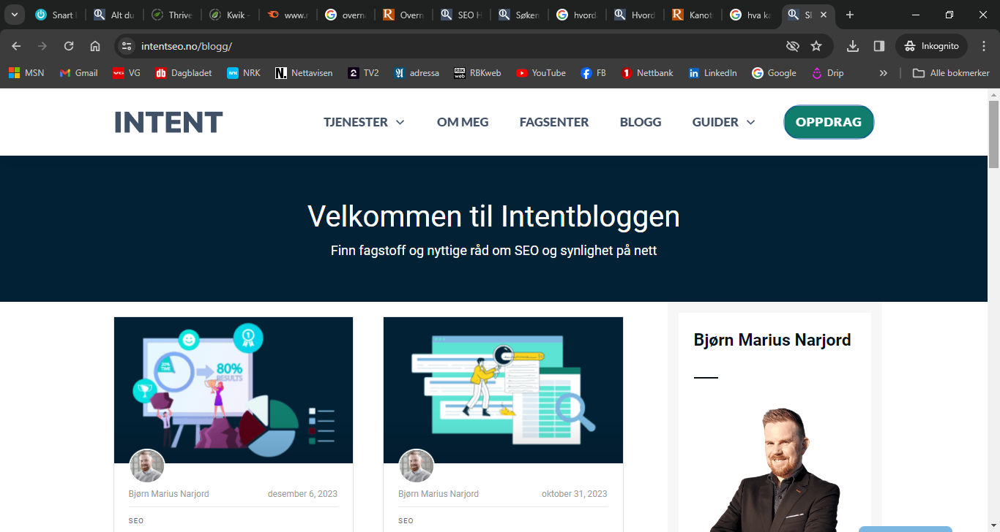 Snart
Alt du
Thrive
Kwik -
www.r
overna
Overn
SEO H
Søker
hvord
Hvord
Kanot
hva ka
intentseo.no/blogg/
Inkognito
MSN
Gmail
VG
Dagbladet
NRK
Nettavisen
TV2
adressa
RBKweb
YouTube
FB
Nettbank
LinkedIn
Google
Drip
Alle bokmerker
INTENT
TJENESTER
OM MEG
FAGSENTER
BLOGG
GUIDER
OPPDRAG
Velkommen til Intentbloggen
Finn fagstoff og nyttige råd om SEO og synlighet på nett
20%
TIME
80%
RESULTS
1
Bjørn Marius Narjord
desember 6, 2023
SEO
Bjørn Marius Narjord
oktober 31, 2023
SEO
Bjørn Marius Narjord